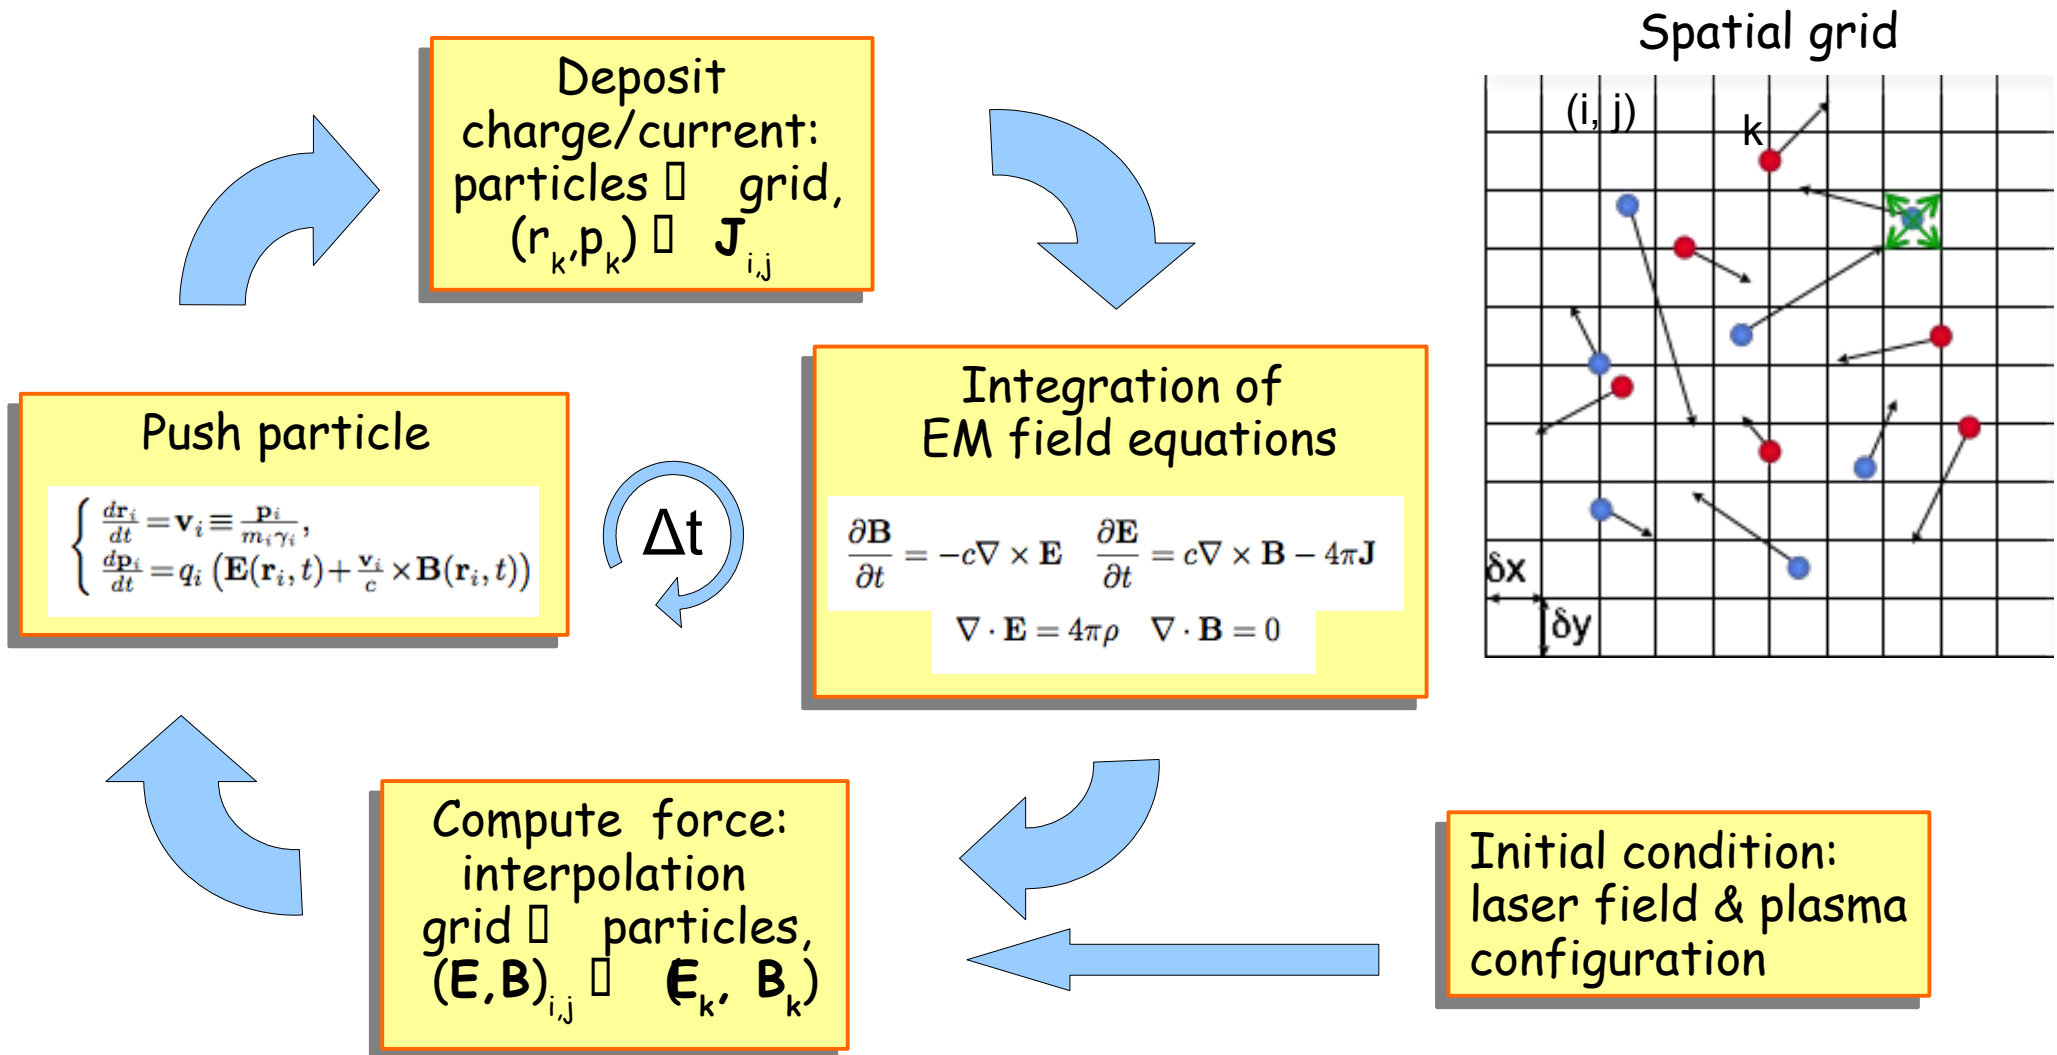 Spatial grid
(i, j)
k
δx
δy
Deposit
charge/current:
particles ▯ grid,
(r_k,p_k) ▯ J_i,j
Push particle
{ dr_i/dt = v_i ≡ p_i/(m_iγ_i),
dp_i/dt = q_i (E(r_i, t) + v_i/c × B(r_i, t))
Δt
Integration of
EM field equations
∂B/∂t = −c∇ × E ∂E/∂t = c∇ × B − 4πJ
∇ · E = 4πρ ∇ · B = 0
Compute force:
interpolation
grid ▯ particles,
(E,B)_i,j ▯ (E_k, B_k)
Initial condition:
laser field & plasma
configuration